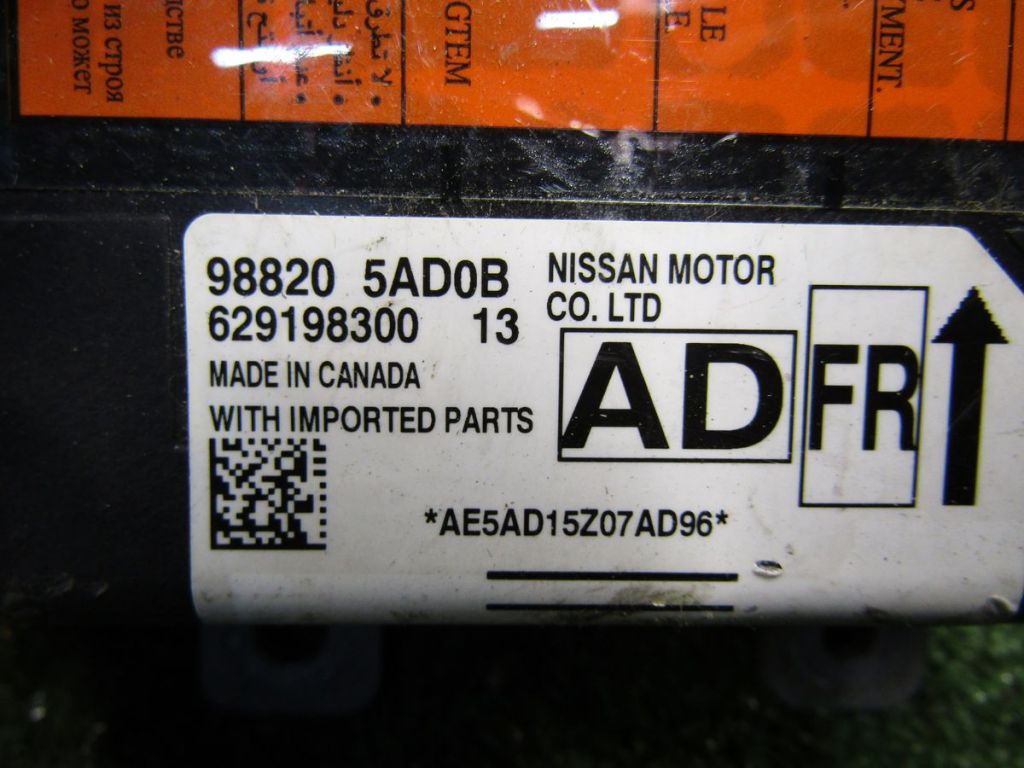 98820 5AD0B
629198300 13
MADE IN CANADA
WITH IMPORTED PARTS
NISSAN MOTOR
CO. LTD
AD
FR
*AE5AD15Z07AD96*
ИЗ СТРОЯ
О МОЖЕТ
GTEM
LE
E.
S
YMENT.